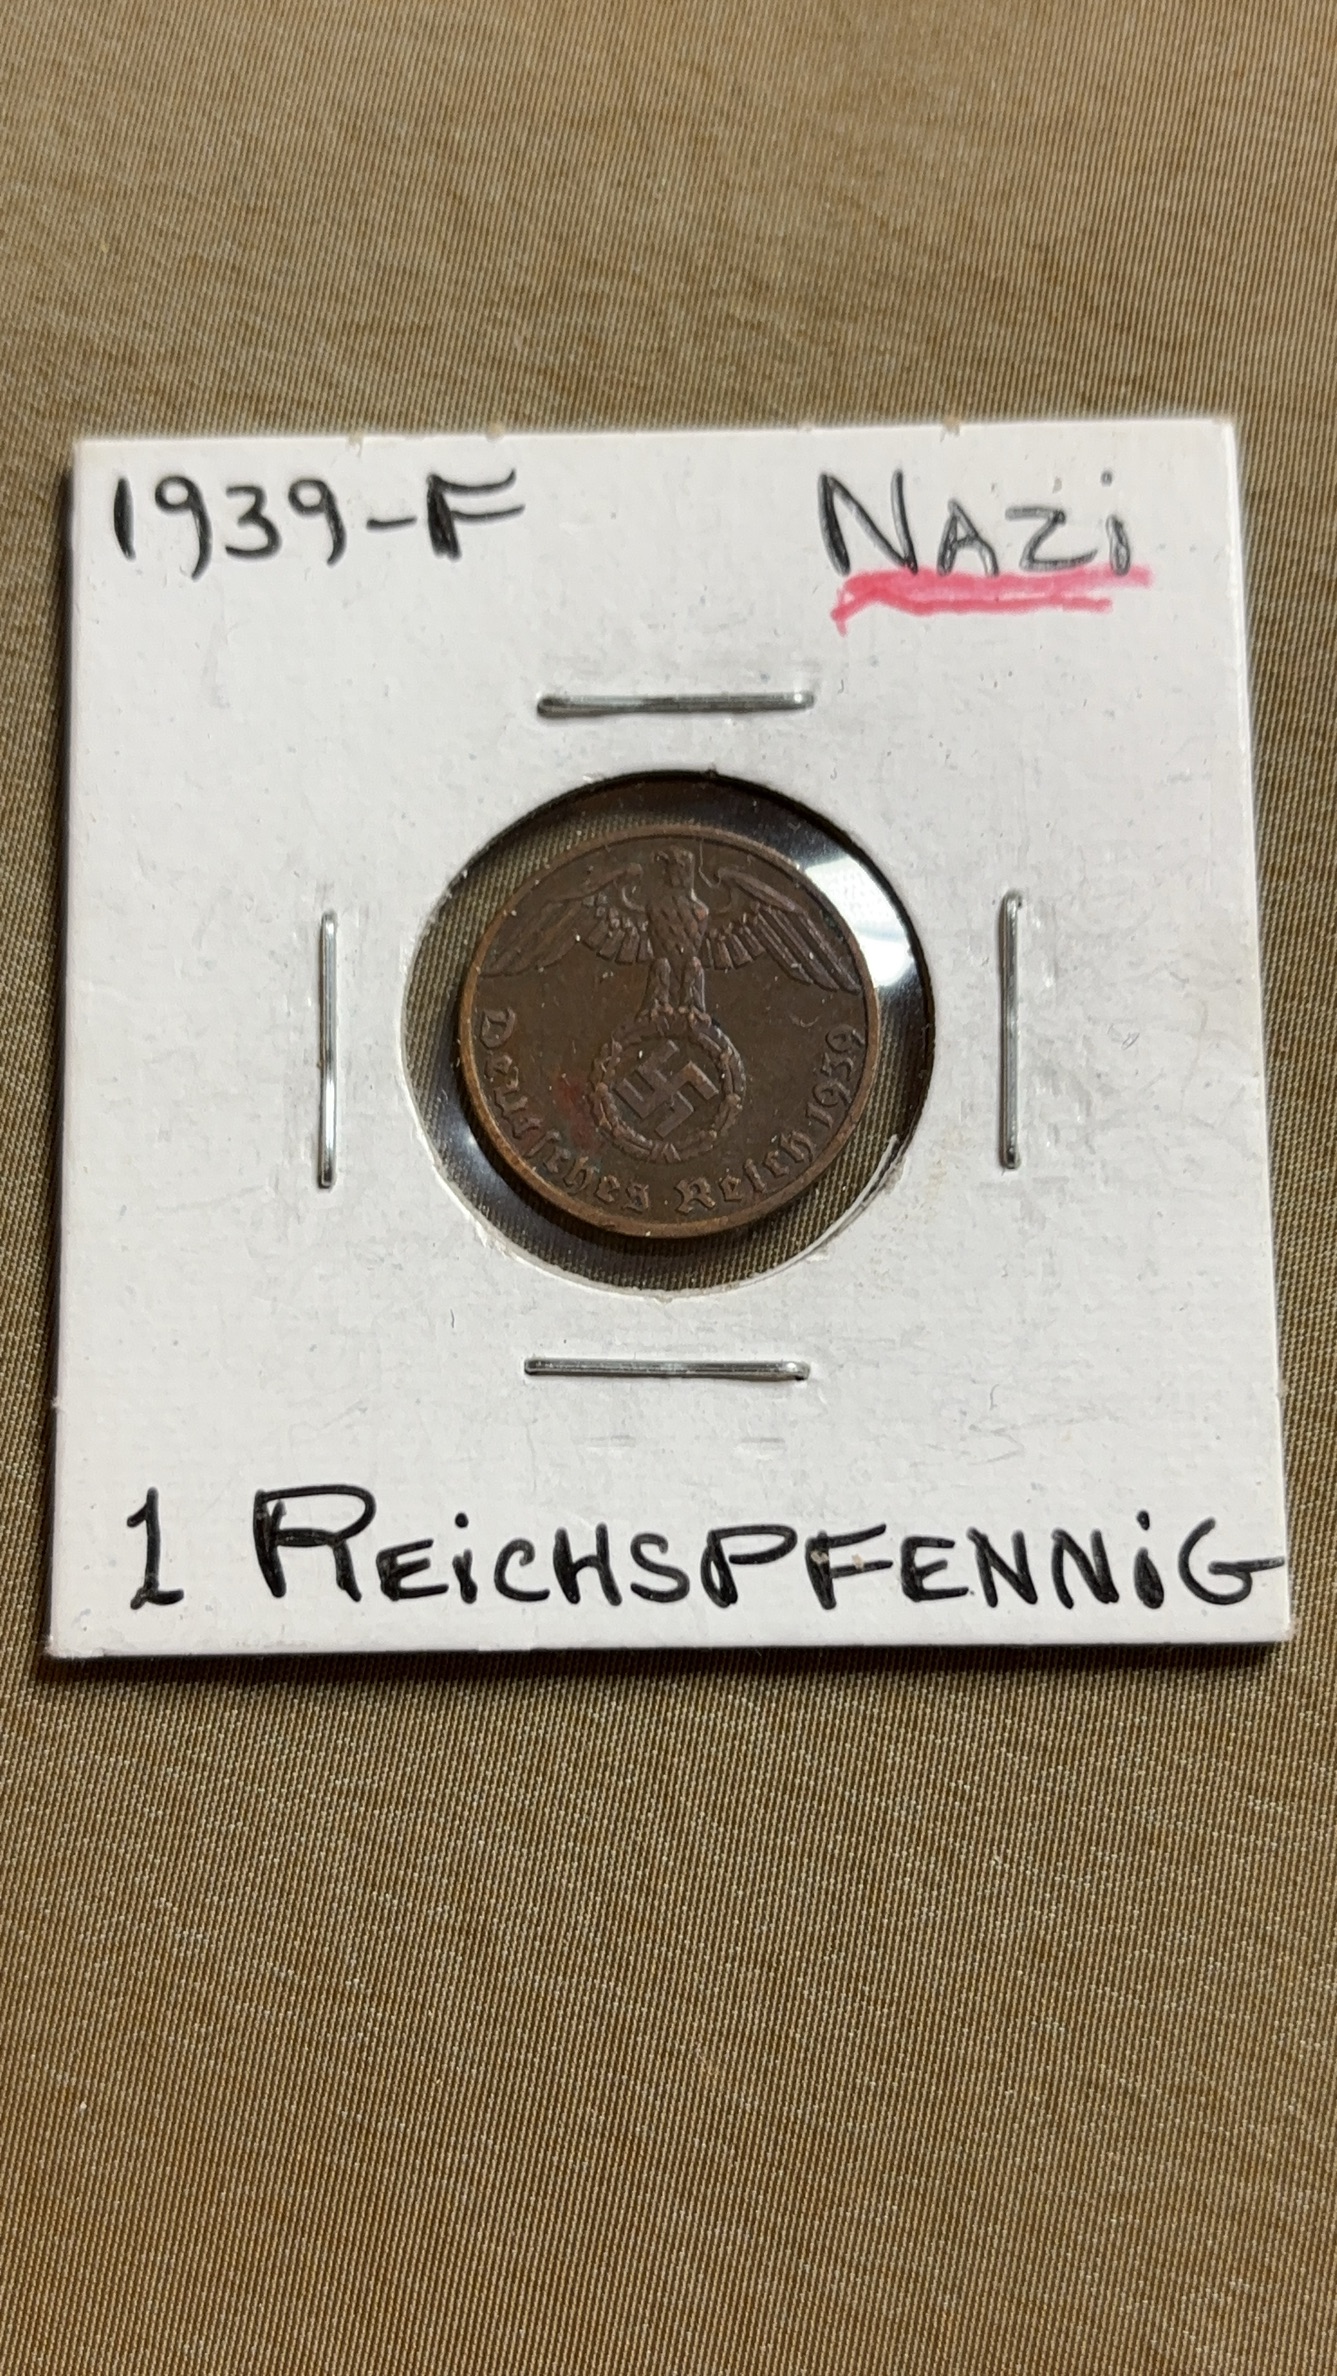 1939-F NAZi
Deutsches Reich 1939
1 REiCHSPFENNiG